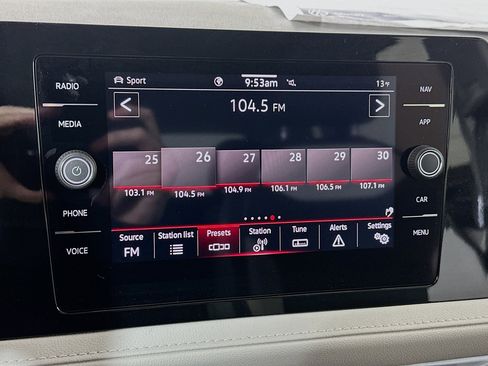 RADIO
MEDIA
PHONE
VOICE
Sport
9:53am
13°F
104.5 FM
25 26 27 28 29 30
103.1 FM 104.5 FM 104.9 FM 106.1 FM 106.5 FM 107.1 FM
Source Station list Presets Station Tune Alerts Settings
FM
NAV
APP
CAR
MENU